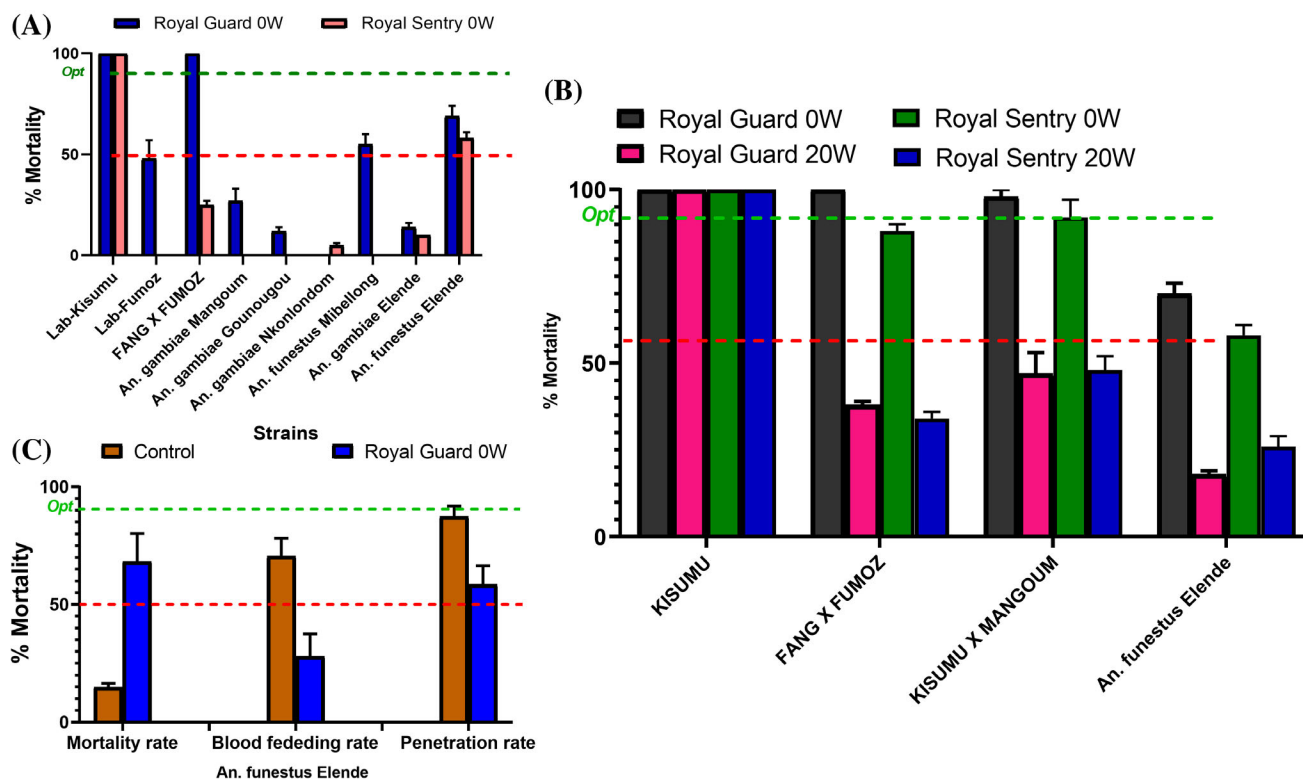 (A)
Royal Guard 0W
Royal Sentry 0W
100
Opt
50
0
% Mortality
Lab-Kisumu
Lab-Fumoz
FANG X FUMOZ
An. gambiae Mangoum
An. gambiae Gounougou
An. gambiae Nkonlondom
An. funestus Mibellong
An. gambiae Elende
An. funestus Elende
Strains
(B)
Royal Guard 0W
Royal Sentry 0W
Royal Guard 20W
Royal Sentry 20W
100
Opt
50
0
% Mortality
KISUMU
FANG X FUMOZ
KISUMU X MANGOUM
An. funestus Elende
(C)
Control
Royal Guard 0W
100
Opt
50
0
% Mortality
Mortality rate
Blood fededing rate
Penetration rate
An. funestus Elende